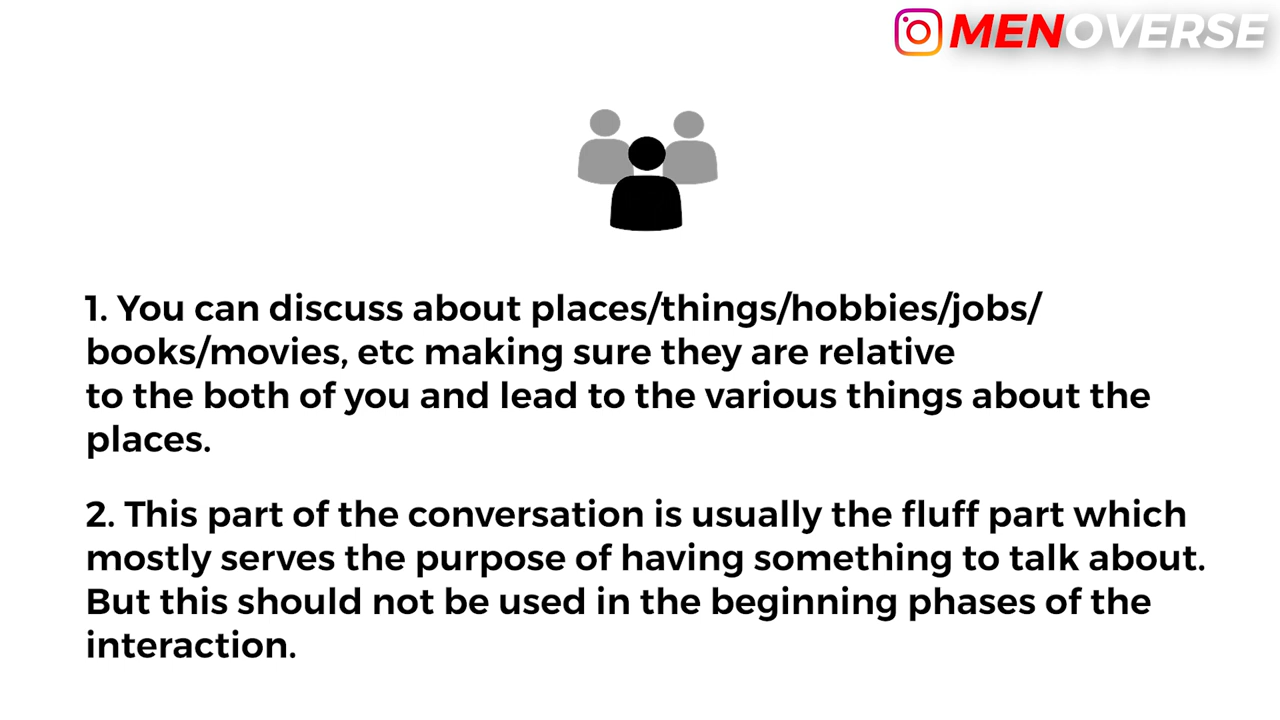 MENOVERSE
1. You can discuss about places/things/hobbies/jobs/
books/movies, etc making sure they are relative
to the both of you and lead to the various things about the
places.
2. This part of the conversation is usually the fluff part which
mostly serves the purpose of having something to talk about.
But this should not be used in the beginning phases of the
interaction.